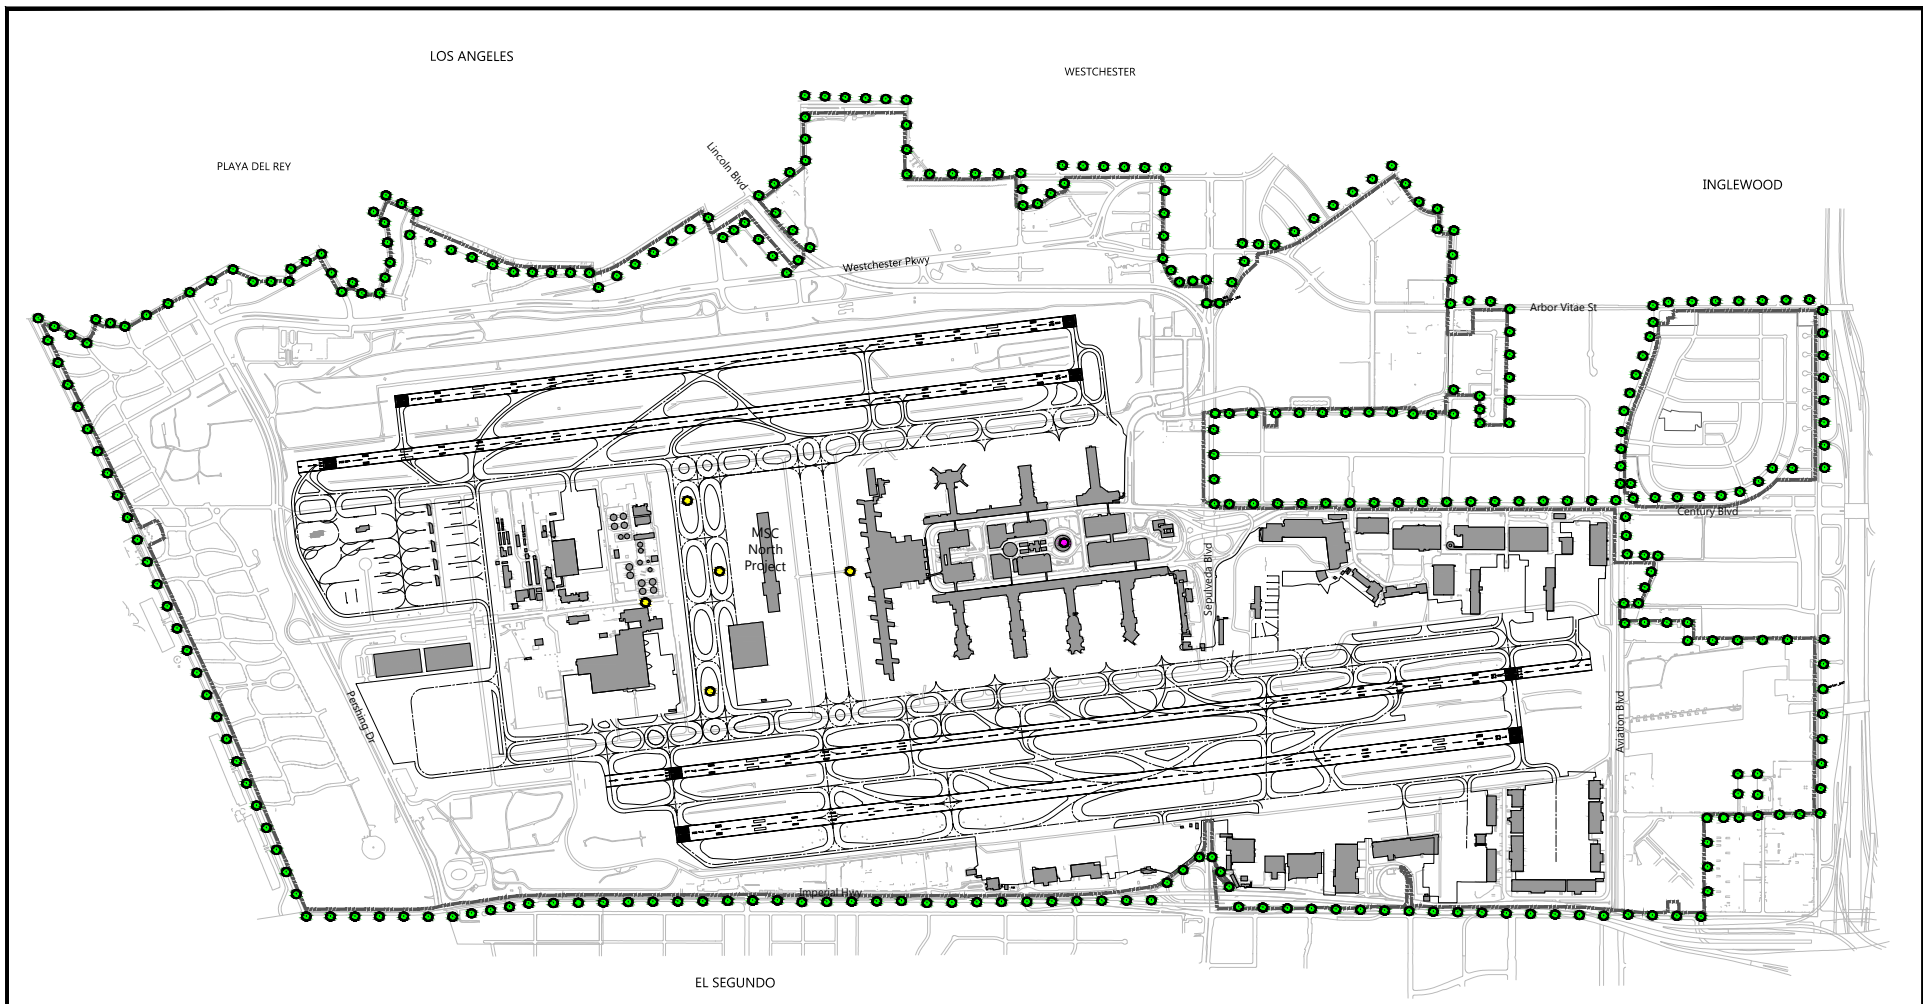 LOS ANGELES
WESTCHESTER
PLAYA DEL REY
Lincoln Blvd
INGLEWOOD
Westchester Pkwy
Arbor Vitae St
Century Blvd
MSC
North
Project
Sepulveda Blvd
Pershing Dr
Aviation Blvd
Imperial Hwy
EL SEGUNDO